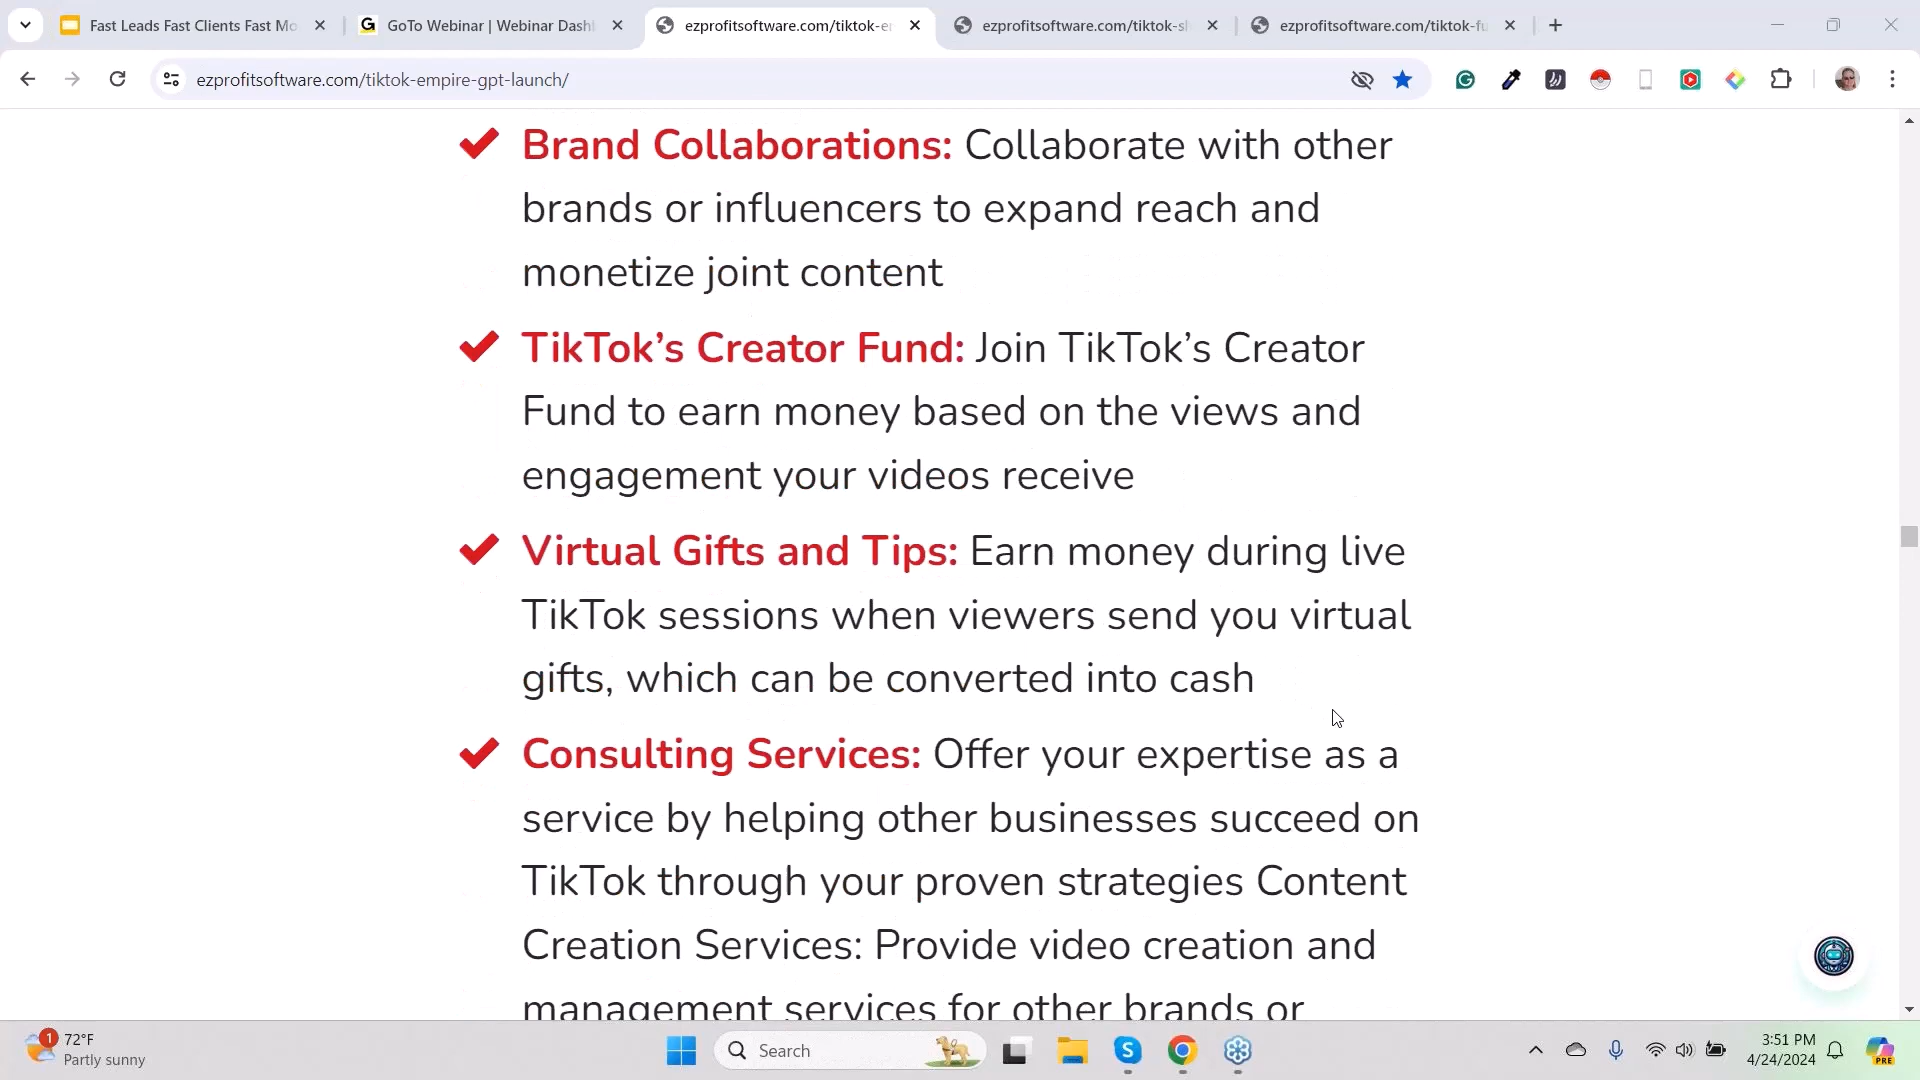 Fast Leads Fast Clients Fast Mo
GoTo Webinar | Webinar Dash
ezprofitsoftware.com/tiktok-e
ezprofitsoftware.com/tiktok-s
ezprofitsoftware.com/tiktok-fu
ezprofitsoftware.com/tiktok-empire-gpt-launch/
Brand Collaborations: Collaborate with other
brands or influencers to expand reach and
monetize joint content
TikTok’s Creator Fund: Join TikTok’s Creator
Fund to earn money based on the views and
engagement your videos receive
Virtual Gifts and Tips: Earn money during live
TikTok sessions when viewers send you virtual
gifts, which can be converted into cash
Consulting Services: Offer your expertise as a
service by helping other businesses succeed on
TikTok through your proven strategies Content
Creation Services: Provide video creation and
management services for other brands or
1
72°F
Partly sunny
Search
3:51 PM
4/24/2024
PRE